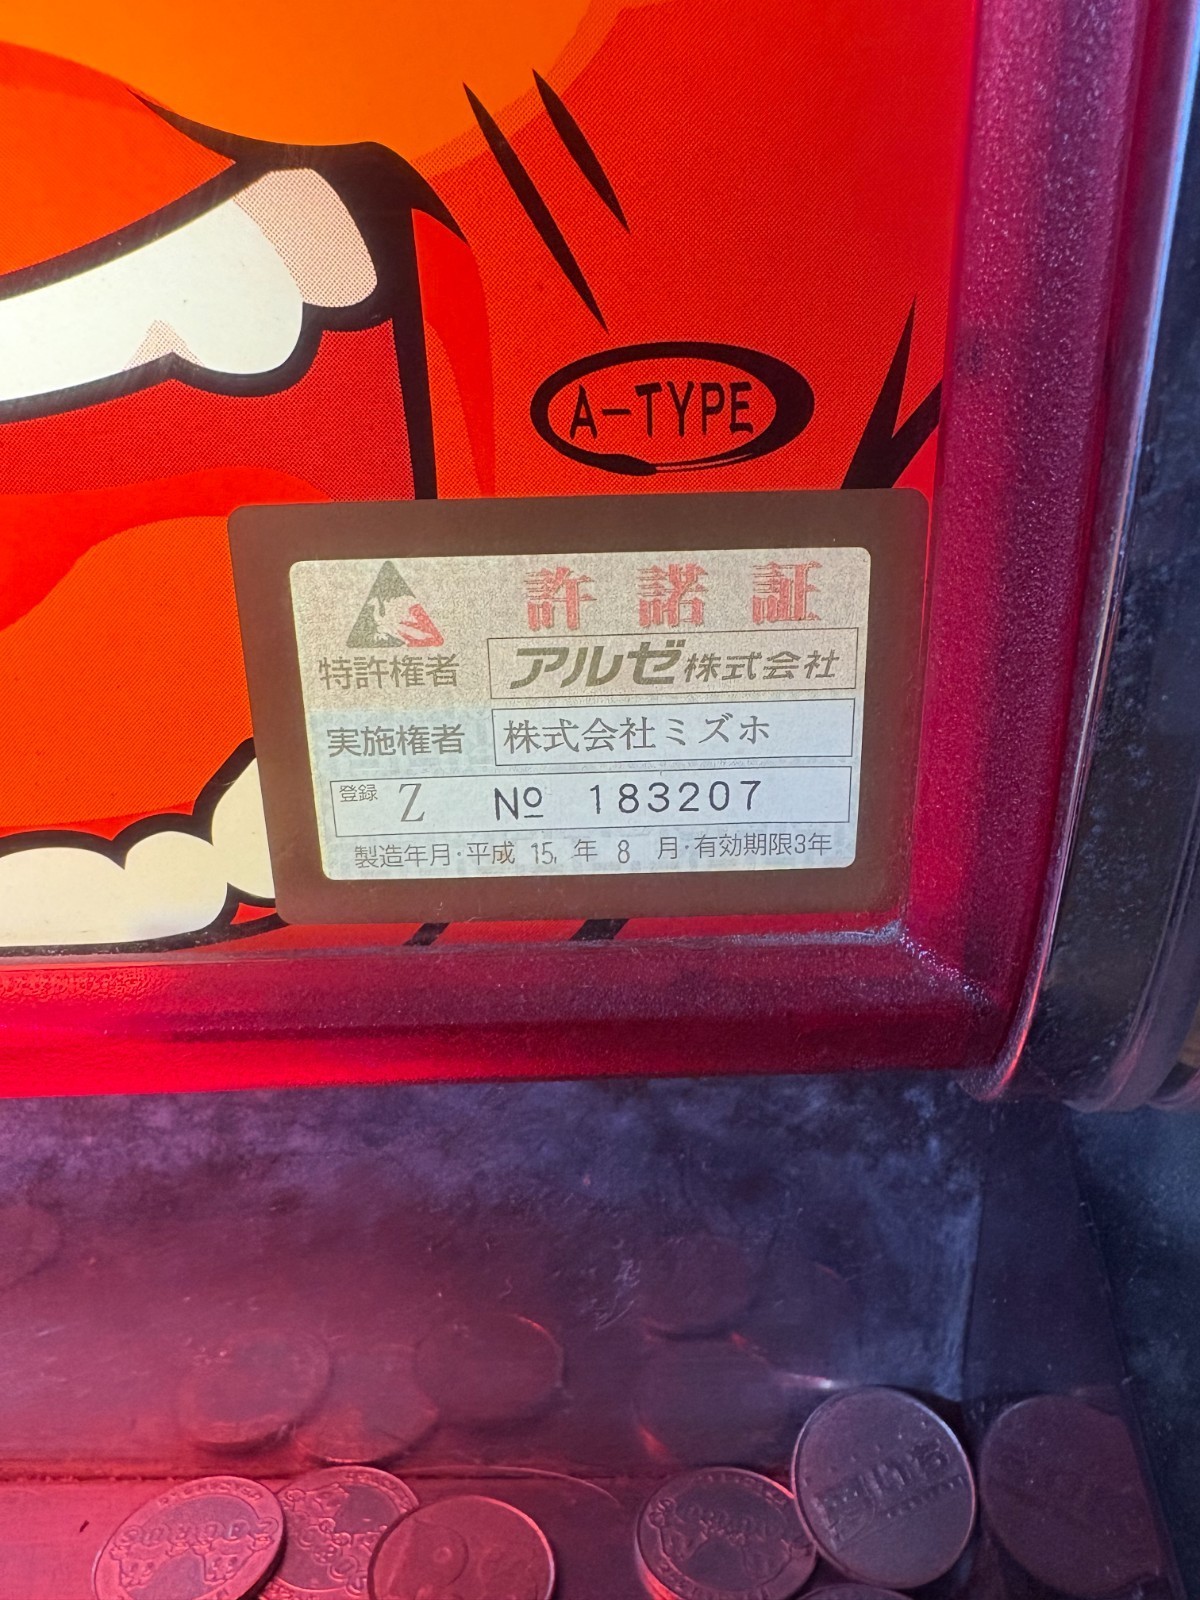 A-TYPE
許諾証
特許権者 アルゼ株式会社
実施権者 株式会社ミズホ
登録 Z № 183207
製造年月・平成 15 年 8 月・有効期限3年